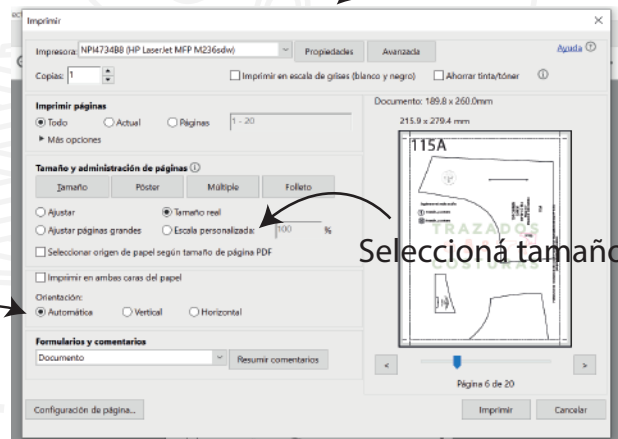 Imprimir
Impresora: NPI4734B8 (HP LaserJet MFP M236sdw) Propiedades Avanzada Ayuda
Copias: 1 Imprimir en escala de grises (blanco y negro) Ahorrar tinta/tóner
Imprimir páginas
Todo Actual Páginas 1 - 20
Más opciones
Documento: 189.8 x 260.0mm
215.9 x 279.4 mm
115A
Tamaño y administración de páginas
Tamaño Póster Múltiple Folleto
Ajustar Tamaño real
Ajustar páginas grandes Escala personalizada: 100 %
Seleccionar origen de papel según tamaño de página PDF
TRAZADOS
COSTURAS
Seleccioná tamaño
Imprimir en ambas caras del papel
Orientación:
Automática Vertical Horizontal
Formularios y comentarios
Documento Resumir comentarios
< >
Página 6 de 20
Configuración de página... Imprimir Cancelar